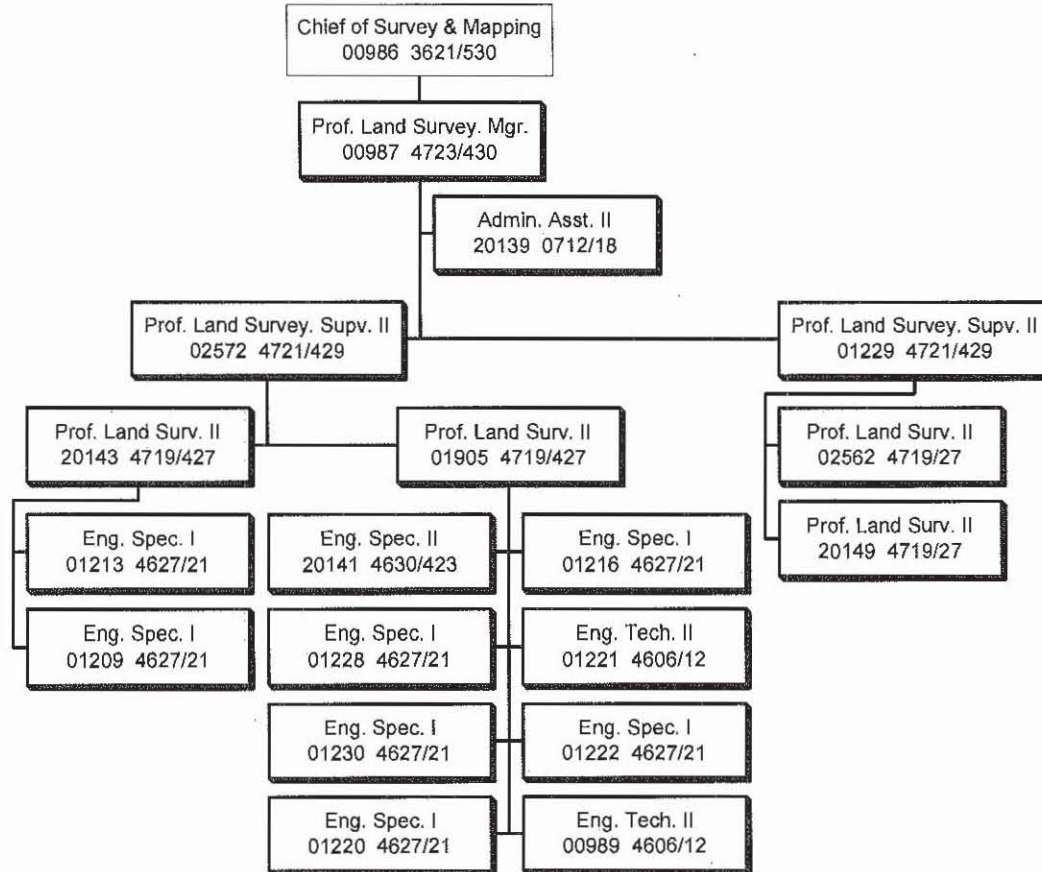 Chief of Survey & Mapping
00986 3621/530
Prof. Land Survey. Mgr.
00987 4723/430
Admin. Asst. II
20139 0712/18
Prof. Land Survey. Supv. II
02572 4721/429
Prof. Land Survey. Supv. II
01229 4721/429
Prof. Land Surv. II
20143 4719/427
Prof. Land Surv. II
01905 4719/427
Prof. Land Surv. II
02562 4719/27
Prof. Land Surv. II
20149 4719/27
Eng. Spec. I
01213 4627/21
Eng. Spec. I
01209 4627/21
Eng. Spec. II
20141 4630/423
Eng. Spec. I
01216 4627/21
Eng. Spec. I
01228 4627/21
Eng. Tech. II
01221 4606/12
Eng. Spec. I
01230 4627/21
Eng. Spec. I
01222 4627/21
Eng. Spec. I
01220 4627/21
Eng. Tech. II
00989 4606/12